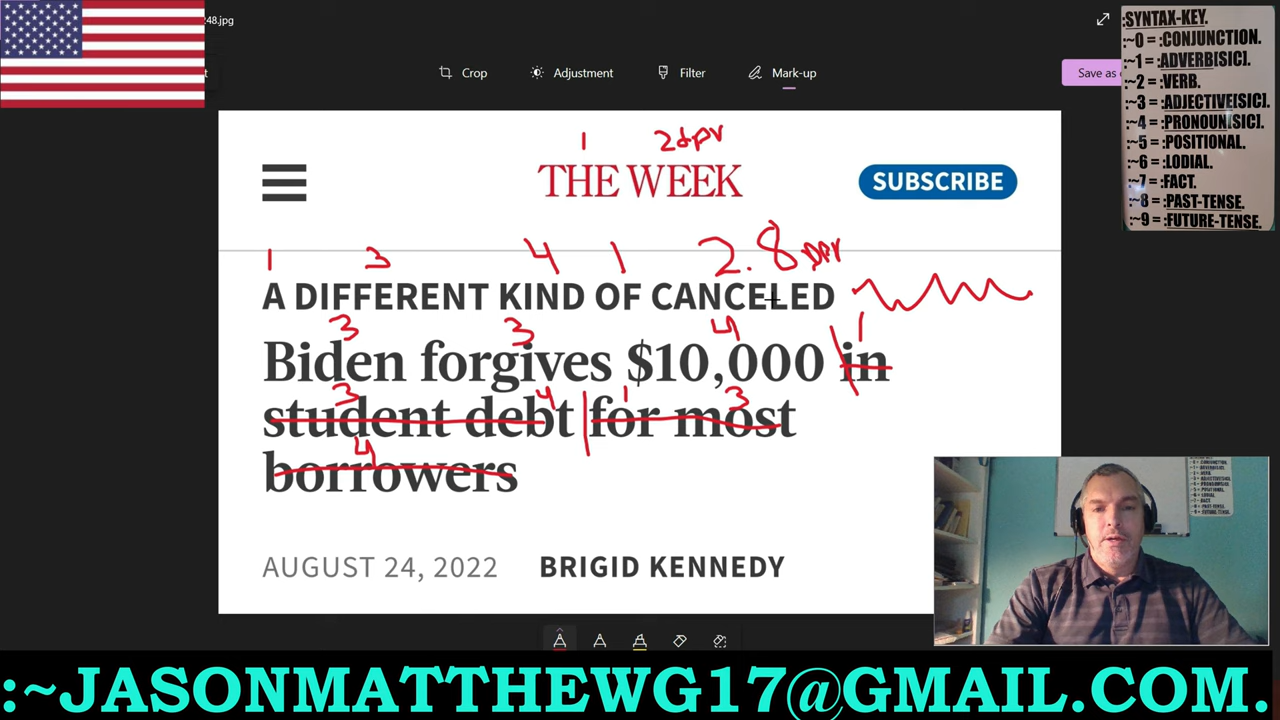 248.jpg
Crop
Adjustment
Filter
Mark-up
Save as
:SYNTAX-KEY.
:~0 = :CONJUNCTION.
:~1 = :ADVERB[SIC].
:~2 = :VERB.
:~3 = :ADJECTIVE[SIC].
:~4 = :PRONOUN[SIC].
:~5 = :POSITIONAL.
:~6 = :LODIAL.
:~7 = :FACT.
:~8 = :PAST-TENSE.
:~9 = :FUTURE-TENSE.
1 2dpv
THE WEEK
SUBSCRIBE
1 3 4 1 2.8 DPV
A DIFFERENT KIND OF CANCELED
3 3 4 1
Biden forgives $10,000 in
3 4 1 3
student debt for most
4
borrowers
AUGUST 24, 2022 BRIGID KENNEDY
:~JASONMATTHEWG17@GMAIL.COM.